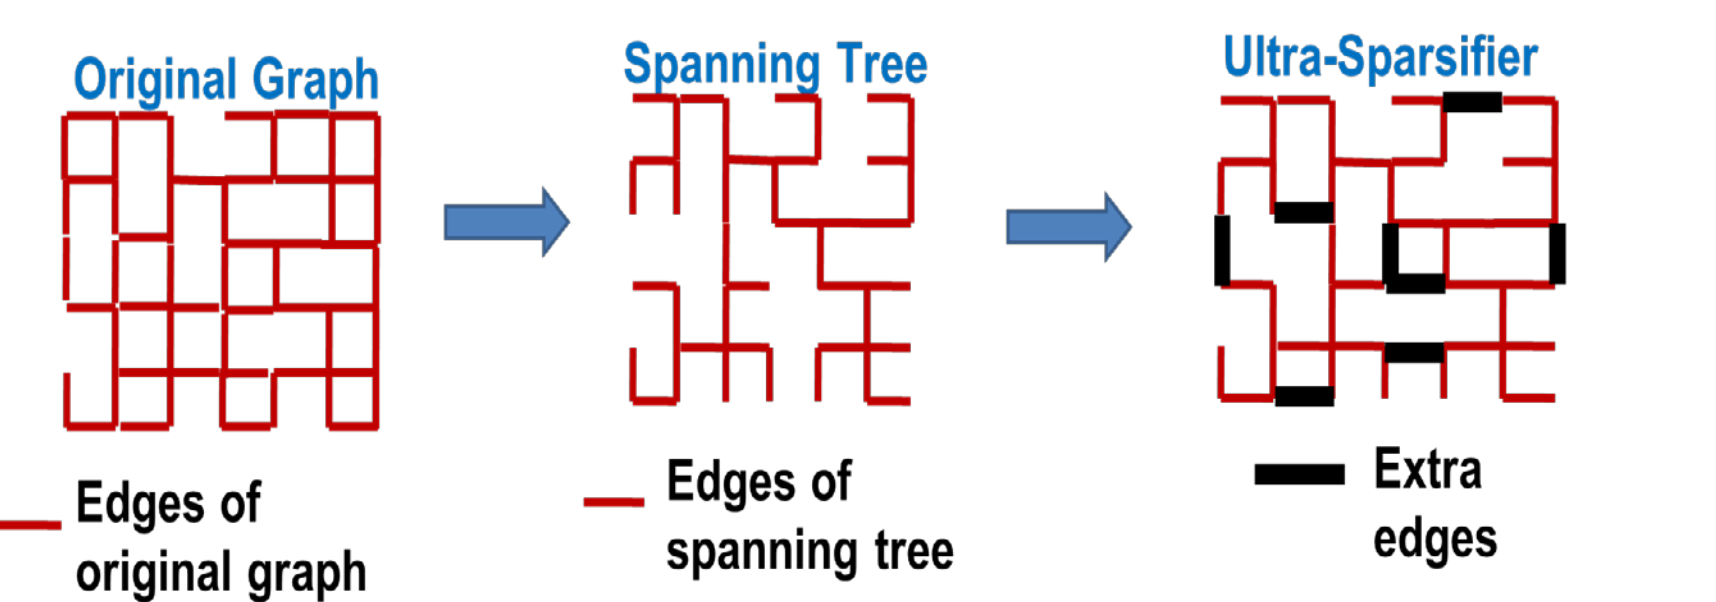 Original Graph
Spanning Tree
Ultra-Sparsifier
Edges of
original graph
Edges of
spanning tree
Extra
edges